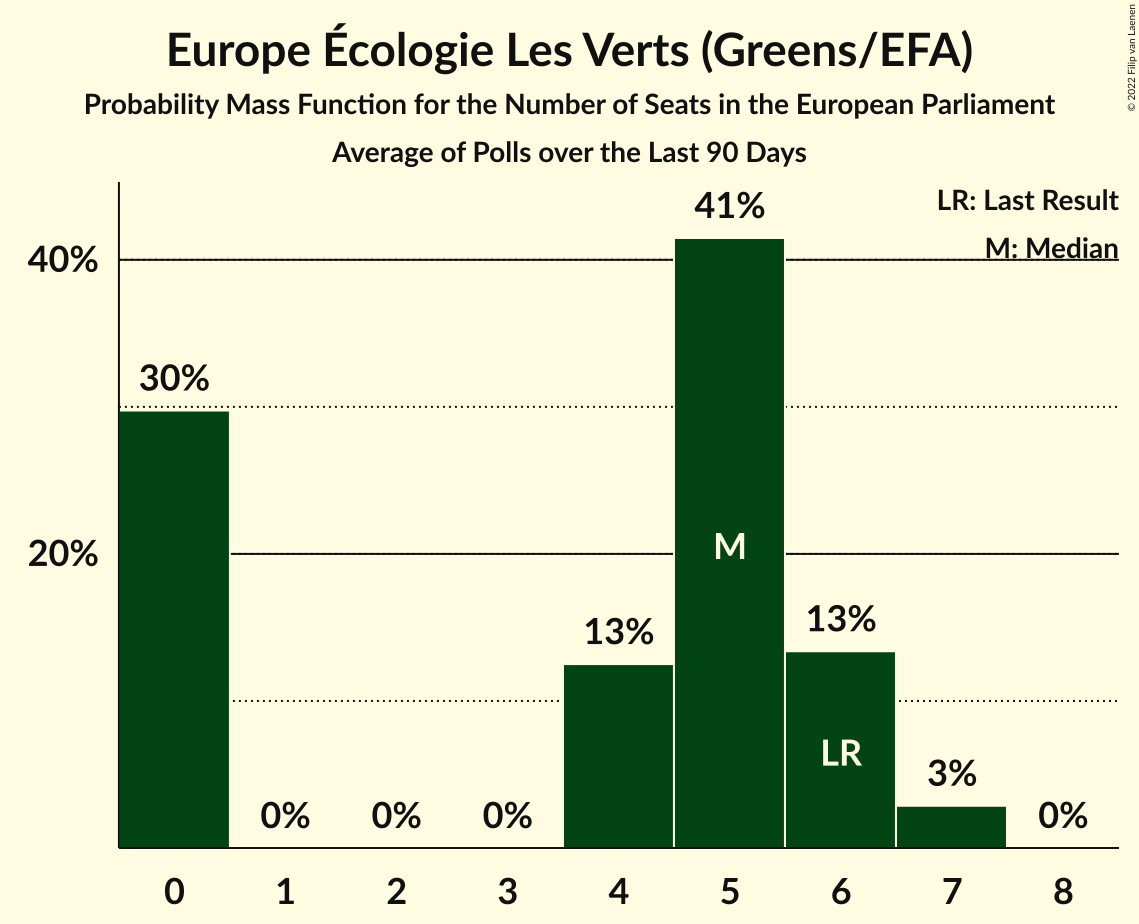 Europe Écologie Les Verts (Greens/EFA)
Probability Mass Function for the Number of Seats in the European Parliament
Average of Polls over the Last 90 Days
© 2022 Filip van Laenen
LR: Last Result
M: Median
40%
20%
30%
0%
0%
0%
13%
41%
M
13%
LR
3%
0%
0 1 2 3 4 5 6 7 8